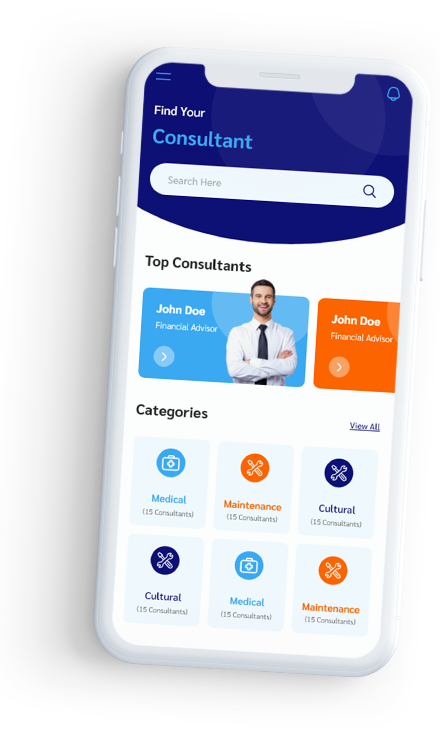 Find Your
Consultant
Search Here
Top Consultants
John Doe
Financial Advisor
John Doe
Financial Advisor
Categories
View All
Medical
(15 Consultants)
Maintenance
(15 Consultants)
Cultural
(15 Consultants)
Cultural
(15 Consultants)
Medical
(15 Consultants)
Maintenance
(15 Consultants)